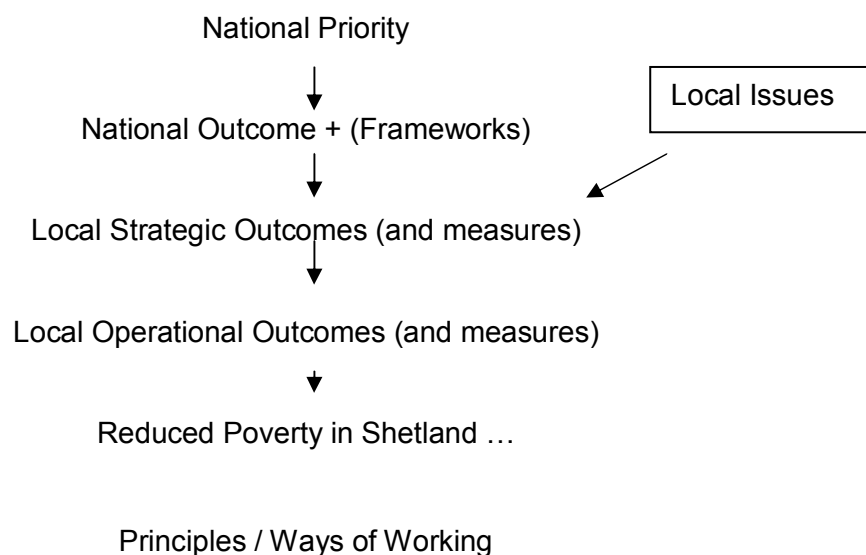 National Priority
National Outcome + (Frameworks)
Local Issues
Local Strategic Outcomes (and measures)
Local Operational Outcomes (and measures)
Reduced Poverty in Shetland …
Principles / Ways of Working